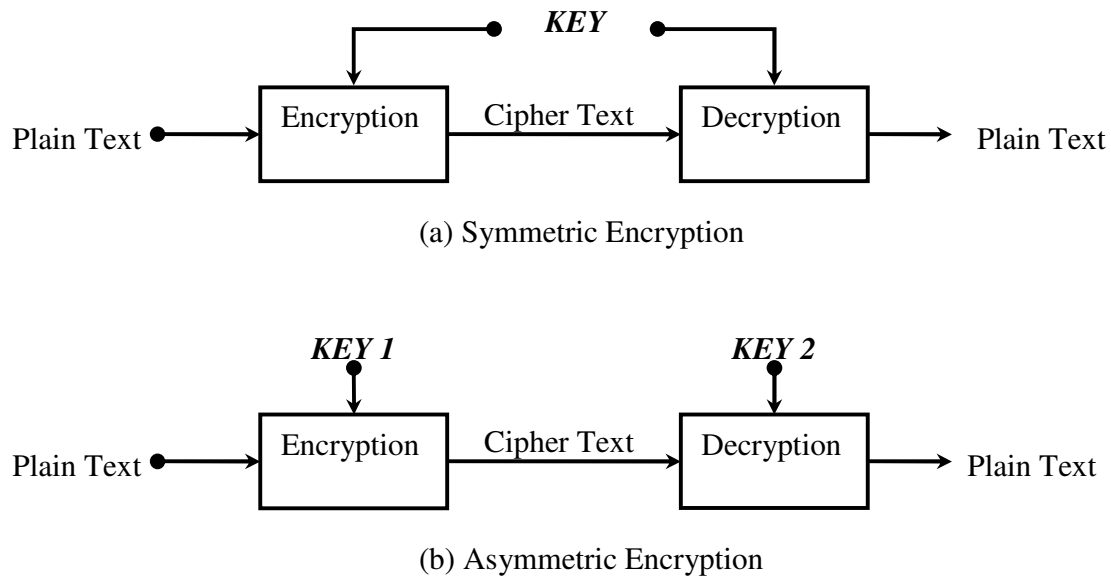 KEY
Encryption
Cipher Text
Decryption
Plain Text
Plain Text
(a) Symmetric Encryption
KEY 1
KEY 2
Encryption
Cipher Text
Decryption
Plain Text
Plain Text
(b) Asymmetric Encryption